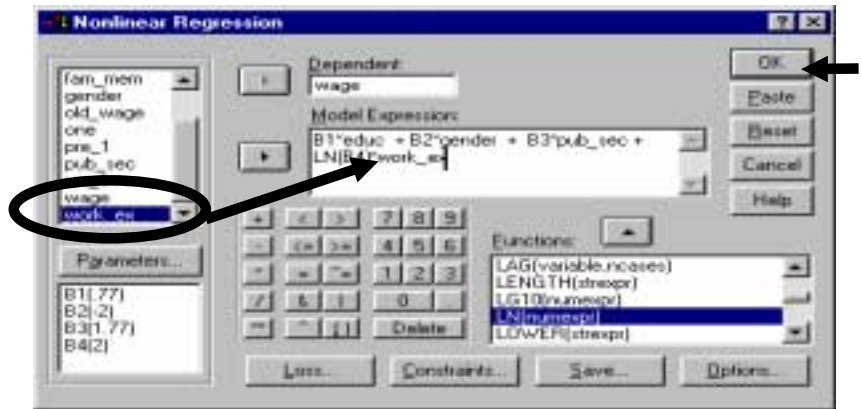 Nonlinear Regression
fam_mem
gender
old_wage
one
pre_1
pub_sec
wage
work_ex
Parameters...
B1(.77)
B2(-2)
B3(1.77)
B4(2)
Dependent:
wage
Model Expression:
B1*educ + B2*gender + B3*pub_sec +
LN(B4)*work_ex
+ < > 7 8 9
- <= >= 4 5 6
* = ~= 1 2 3
/ & | 0 .
** ~ () Delete
Functions:
LAG(variable,ncases)
LENGTH(strexpr)
LG10(numexpr)
LN(numexpr)
LOWER(strexpr)
Loss...
Constraints...
Save...
Options...
OK
Paste
Reset
Cancel
Help